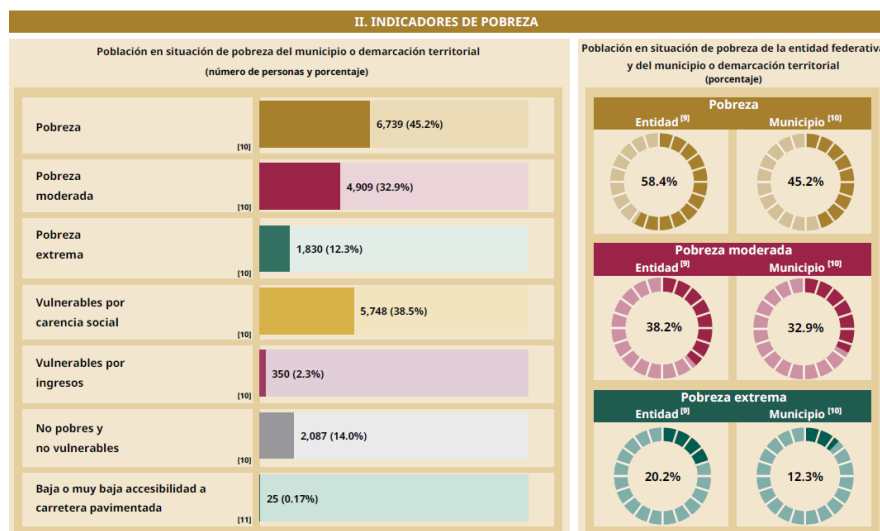 II. INDICADORES DE POBREZA
Población en situación de pobreza del municipio o demarcación territorial
(número de personas y porcentaje)
Pobreza
[10]
6,739 (45.2%)
Pobreza
moderada
[10]
4,909 (32.9%)
Pobreza
extrema
[10]
1,830 (12.3%)
Vulnerables por
carencia social
[10]
5,748 (38.5%)
Vulnerables por
ingresos
[10]
350 (2.3%)
No pobres y
no vulnerables
[10]
2,087 (14.0%)
Baja o muy baja accesibilidad a
carretera pavimentada
[11]
25 (0.17%)
Población en situación de pobreza de la entidad federativa
y del municipio o demarcación territorial
(porcentaje)
Pobreza
Entidad [9] Municipio [10]
58.4% 45.2%
Pobreza moderada
Entidad [9] Municipio [10]
38.2% 32.9%
Pobreza extrema
Entidad [9] Municipio [10]
20.2% 12.3%